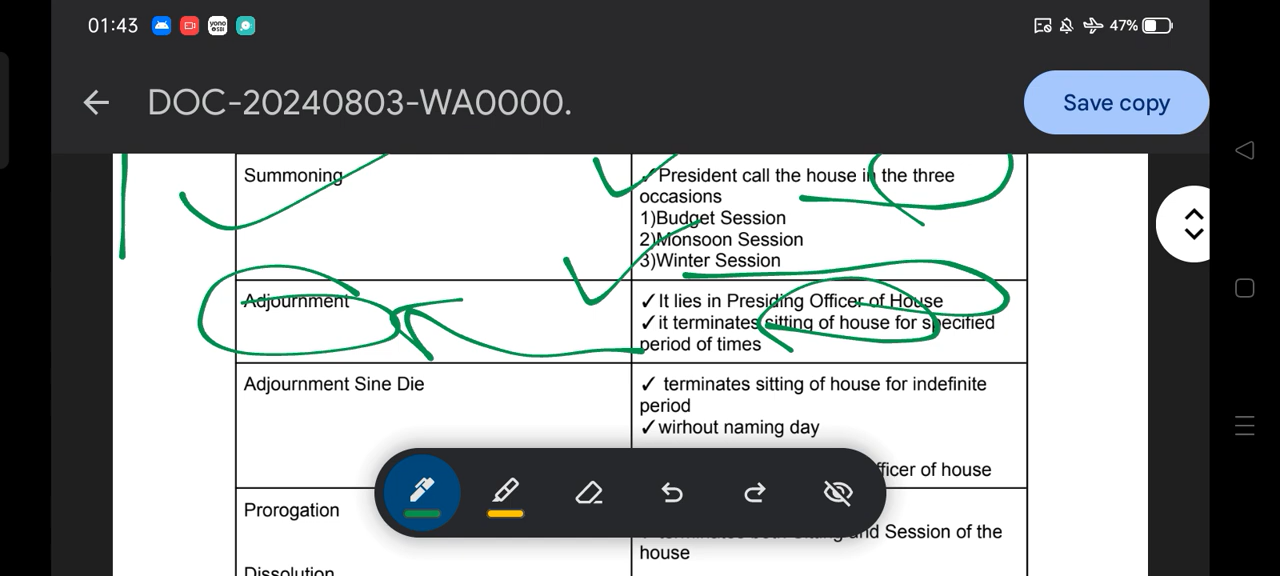 01:43
yono
SBI
47%
DOC-20240803-WA0000.
Save copy
Summoning
✓President call the house in the three
occasions
1)Budget Session
2)Monsoon Session
3)Winter Session
Adjournment
✓It lies in Presiding Officer of House
✓it terminates sitting of house for specified
period of times
Adjournment Sine Die
✓ terminates sitting of house for indefinite
period
✓wirhout naming day
fficer of house
Prorogation
and Session of the
house
Dissolution